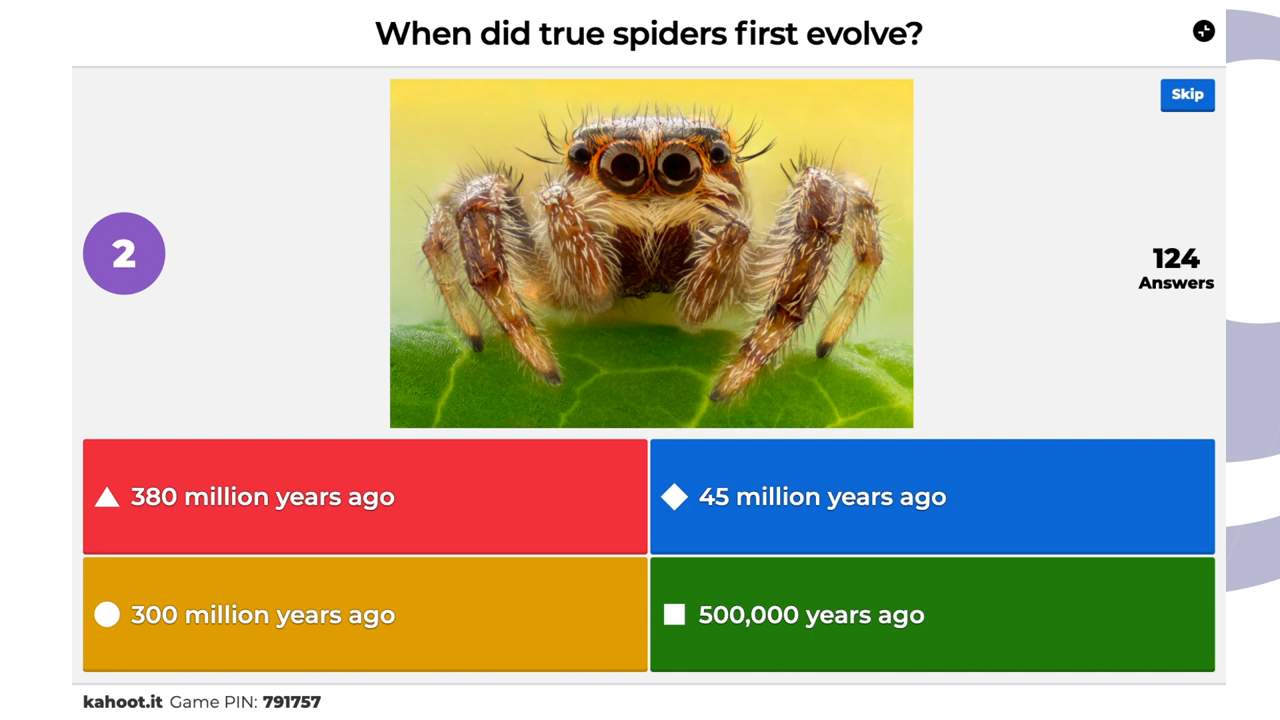 When did true spiders first evolve?
Skip
2
124
Answers
380 million years ago
45 million years ago
300 million years ago
500,000 years ago
kahoot.it Game PIN: 791757